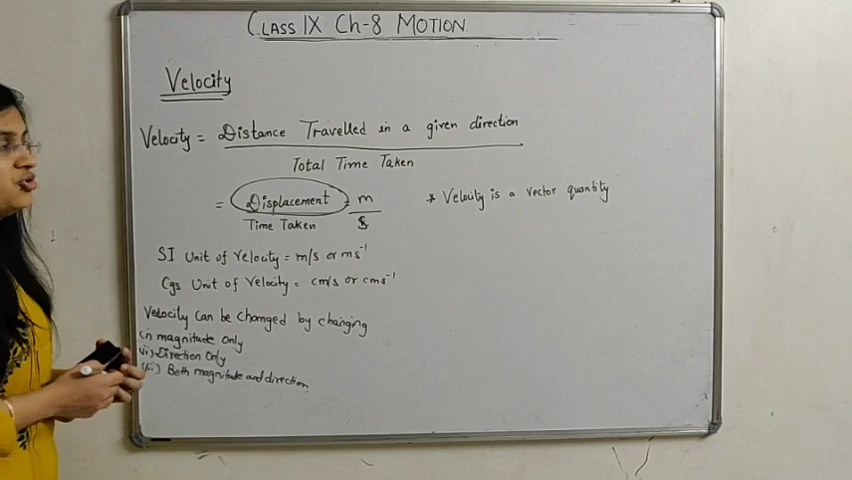 CLASS IX Ch-8 MOTION
Velocity
Velocity = Distance Travelled in a given direction
Total Time Taken
= Displacement = m
Time Taken s
* Velocity is a vector quantity
SI Unit of Velocity = m/s or ms⁻¹
Cgs Unit of Velocity = cm/s or cms⁻¹
Velocity Can be changed by changing
(i) magnitude Only
(ii) Direction Only
(iii) Both magnitude and direction.